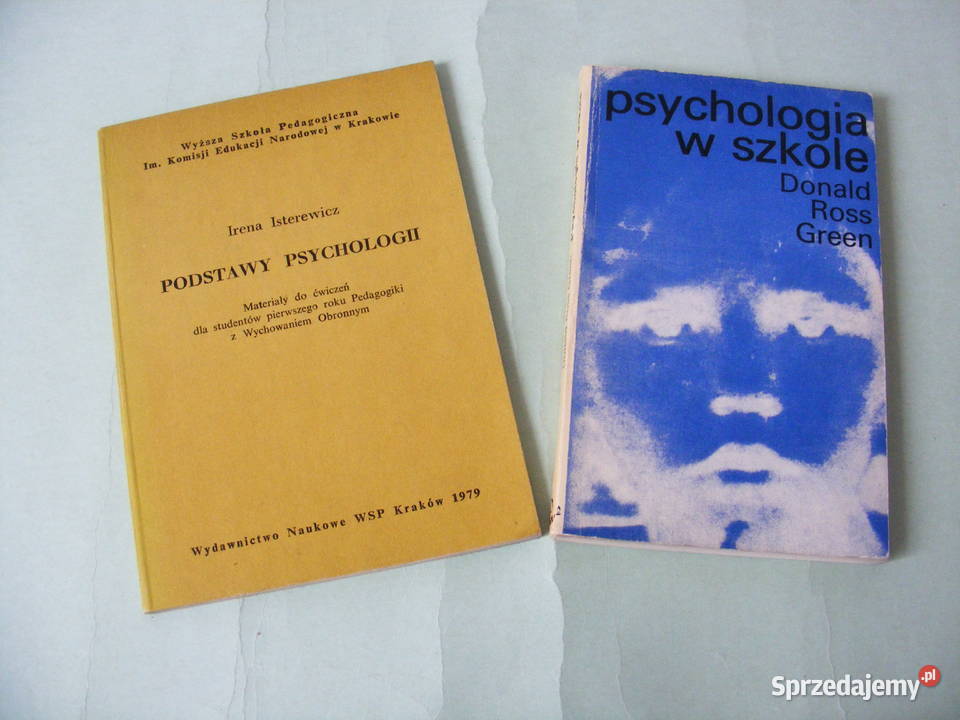 Wyższa Szkoła Pedagogiczna
Im. Komisji Edukacji Narodowej w Krakowie
Irena Isterewicz
PODSTAWY PSYCHOLOGII
Materiały do ćwiczeń
dla studentów pierwszego roku Pedagogiki
z Wychowaniem Obronnym
Wydawnictwo Naukowe WSP Kraków 1979
psychologia
w szkole
Donald
Ross
Green
Sprzedajemy.pl